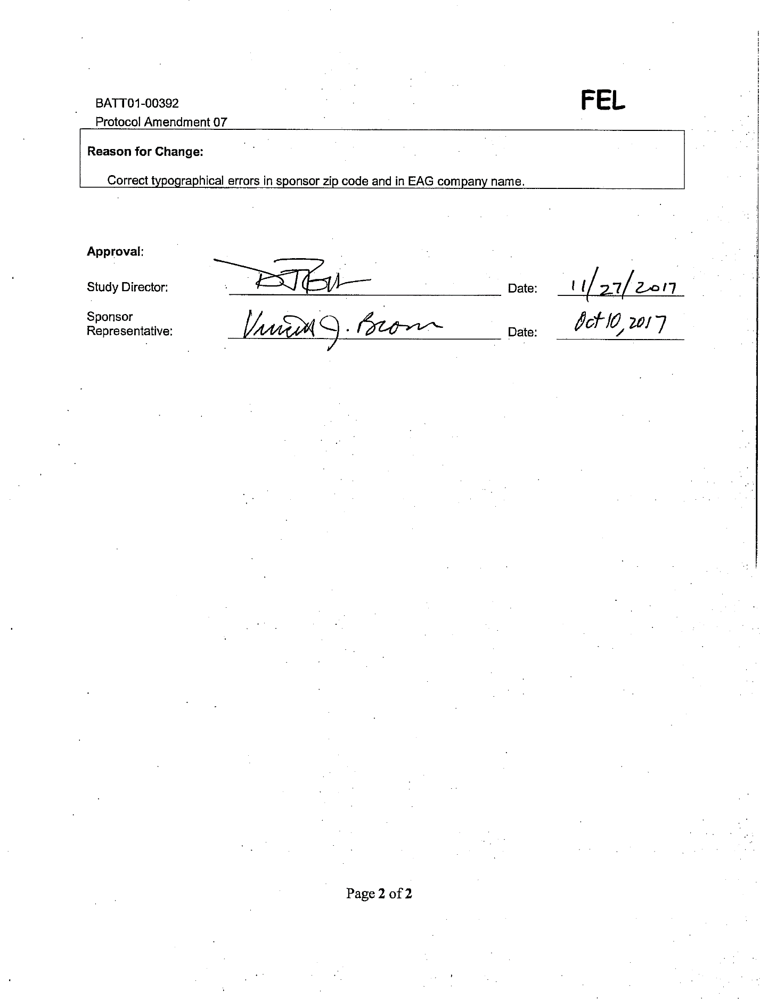 BATT01-00392
FEL
Protocol Amendment 07
Reason for Change:
Correct typographical errors in sponsor zip code and in EAG company name.
Approval:
Study Director: Date: 11/27/2017
Sponsor
Representative: Vincent J. Brown Date: Oct 10, 2017
Page 2 of 2